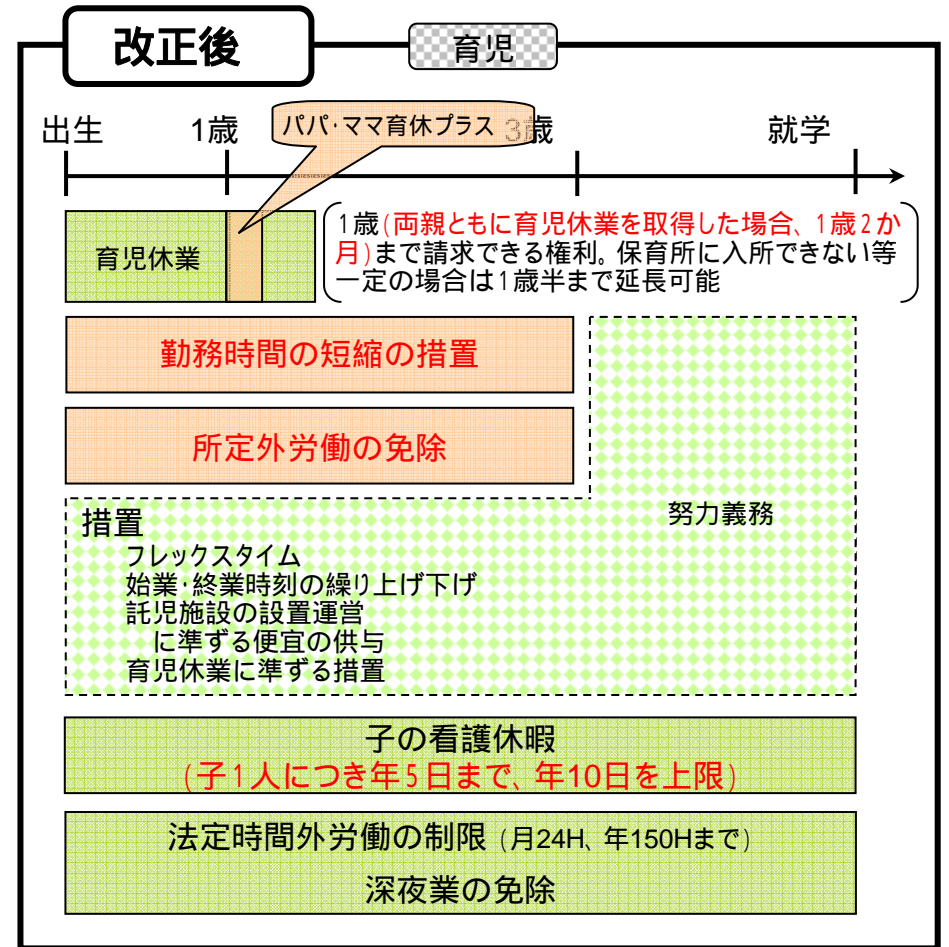 改正後
育児
出生 1歳 パパ・ママ育休プラス 3歳 就学
育児休業
1歳(両親ともに育児休業を取得した場合、1歳2か
月)まで請求できる権利。保育所に入所できない等
一定の場合は1歳半まで延長可能
勤務時間の短縮の措置
所定外労働の免除
努力義務
措置
フレックスタイム
始業・終業時刻の繰り上げ下げ
託児施設の設置運営
に準ずる便宜の供与
育児休業に準ずる措置
子の看護休暇
(子1人につき年5日まで、年10日を上限)
法定時間外労働の制限 (月24H、年150Hまで)
深夜業の免除